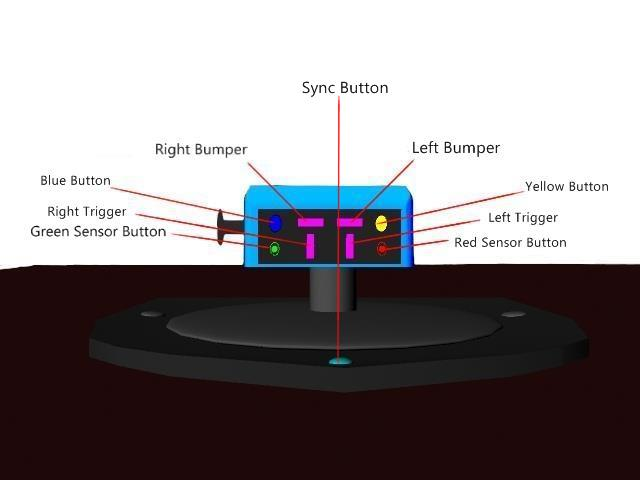 Sync Button
Right Bumper
Left Bumper
Blue Button
Yellow Button
Right Trigger
Left Trigger
Green Sensor Button
Red Sensor Button